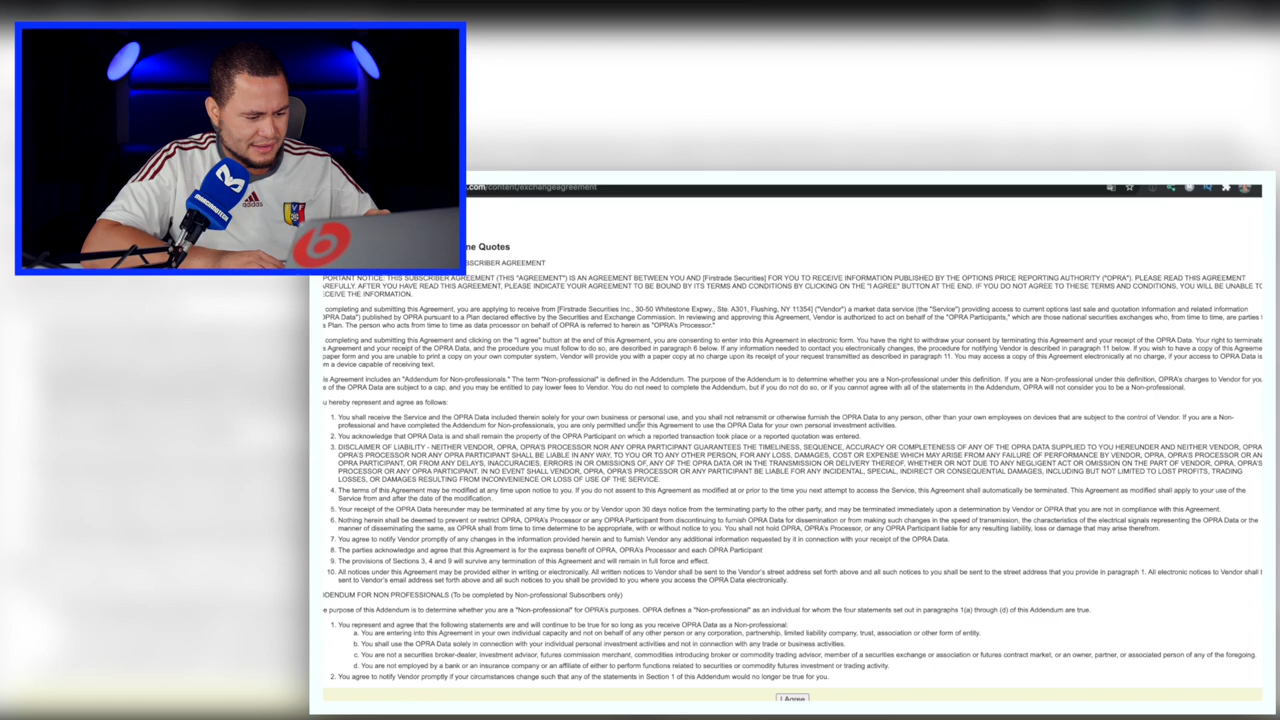 adidas
FVF
.com/content/exchangeagreement
ne Quotes
BSCRIBER AGREEMENT
PORTANT NOTICE: THIS SUBSCRIBER AGREEMENT (THIS "AGREEMENT") IS AN AGREEMENT BETWEEN YOU AND [Firstrade Securities] FOR YOU TO RECEIVE INFORMATION PUBLISHED BY THE OPTIONS PRICE REPORTING AUTHORITY ("OPRA"). PLEASE READ THIS AGREEMENT
REFULLY. AFTER YOU HAVE READ THIS AGREEMENT, PLEASE INDICATE YOUR AGREEMENT TO BE BOUND BY ITS TERMS AND CONDITIONS BY CLICKING ON THE "I AGREE" BUTTON AT THE END. IF YOU DO NOT AGREE TO THESE TERMS AND CONDITIONS, YOU WILL BE UNABLE TO
CEIVE THE INFORMATION.
completing and submitting this Agreement, you are applying to receive from [Firstrade Securities Inc., 30-50 Whitestone Expwy., Ste. A301, Flushing, NY 11354] ("Vendor") a market data service (the "Service") providing access to current options last sale and quotation information and related information
PRA Data") published by OPRA pursuant to a Plan declared effective by the Securities and Exchange Commission. In reviewing and approving this Agreement, Vendor is authorized to act on behalf of the "OPRA Participants," which are those national securities exchanges who, from time to time, are parties
s Plan. The person who acts from time to time as data processor on behalf of OPRA is referred to herein as "OPRA's Processor."
completing and submitting this Agreement and clicking on the "I agree" button at the end of this Agreement, you are consenting to enter into this Agreement in electronic form. You have the right to withdraw your consent by terminating this Agreement and your receipt of the OPRA Data. Your right to terminate
s Agreement and your receipt of the OPRA Data, and the procedure you must follow to do so, are described in paragraph 6 below. If any information needed to contact you electronically changes, the procedure for notifying Vendor is described in paragraph 11 below. If you wish to have a copy of this Agreeme
paper form and you are unable to print a copy on your own computer system, Vendor will provide you with a paper copy at no charge upon its receipt of your request transmitted as described in paragraph 11. You may access a copy of this Agreement electronically at no charge, if your access to OPRA Data is
m a device capable of receiving text.
is Agreement includes an "Addendum for Non-professionals." The term "Non-professional" is defined in the Addendum. The purpose of the Addendum is to determine whether you are a Non-professional under this definition. If you are a Non-professional under this definition, OPRA's charges to Vendor for you
s of the OPRA Data are subject to a cap, and you may be entitled to pay lower fees to Vendor. You do not need to complete the Addendum, but if you do not do so, or if you cannot agree with all of the statements in the Addendum, OPRA will not consider you to be a Non-professional.
u hereby represent and agree as follows:
1. You shall receive the Service and the OPRA Data included therein solely for your own business or personal use, and you shall not retransmit or otherwise furnish the OPRA Data to any person, other than your own employees on devices that are subject to the control of Vendor. If you are a Non-
professional and have completed the Addendum for Non-professionals, you are only permitted under this Agreement to use the OPRA Data for your own personal investment activities.
2. You acknowledge that OPRA Data is and shall remain the property of the OPRA Participant on which a reported transaction took place or a reported quotation was entered.
3. DISCLAIMER OF LIABILITY - NEITHER VENDOR, OPRA, OPRA'S PROCESSOR NOR ANY OPRA PARTICIPANT GUARANTEES THE TIMELINESS, SEQUENCE, ACCURACY OR COMPLETENESS OF ANY OF THE OPRA DATA SUPPLIED TO YOU HEREUNDER AND NEITHER VENDOR, OPRA
OPRA'S PROCESSOR NOR ANY OPRA PARTICIPANT SHALL BE LIABLE IN ANY WAY, TO YOU OR TO ANY OTHER PERSON, FOR ANY LOSS, DAMAGES, COST OR EXPENSE WHICH MAY ARISE FROM ANY FAILURE OF PERFORMANCE BY VENDOR, OPRA, OPRA'S PROCESSOR OR AN
OPRA PARTICIPANT, OR FROM ANY DELAYS, INACCURACIES, ERRORS IN OR OMISSIONS OF, ANY OF THE OPRA DATA OR IN THE TRANSMISSION OR DELIVERY THEREOF, WHETHER OR NOT DUE TO ANY NEGLIGENT ACT OR OMISSION ON THE PART OF VENDOR, OPRA, OPRA'S
PROCESSOR OR ANY OPRA PARTICIPANT. IN NO EVENT SHALL VENDOR, OPRA, OPRA'S PROCESSOR OR ANY PARTICIPANT BE LIABLE FOR ANY INCIDENTAL, SPECIAL, INDIRECT OR CONSEQUENTIAL DAMAGES, INCLUDING BUT NOT LIMITED TO LOST PROFITS, TRADING
LOSSES, OR DAMAGES RESULTING FROM INCONVENIENCE OR LOSS OF USE OF THE SERVICE.
4. The terms of this Agreement may be modified at any time upon notice to you. If you do not assent to this Agreement as modified at or prior to the time you next attempt to access the Service, this Agreement shall automatically be terminated. This Agreement as modified shall apply to your use of the
Service from and after the date of the modification.
5. Your receipt of the OPRA Data hereunder may be terminated at any time by you or by Vendor upon 30 days notice from the terminating party to the other party, and may be terminated immediately upon a determination by Vendor or OPRA that you are not in compliance with this Agreement.
6. Nothing herein shall be deemed to prevent or restrict OPRA, OPRA's Processor or any OPRA Participant from discontinuing to furnish OPRA Data for dissemination or from making such changes in the speed of transmission, the characteristics of the electrical signals representing the OPRA Data or the
manner of disseminating the same, as OPRA shall from time to time determine to be appropriate, with or without notice to you. You shall not hold OPRA, OPRA's Processor, or any OPRA Participant liable for any resulting liability, loss or damage that may arise therefrom.
7. You agree to notify Vendor promptly of any changes in the information provided herein and to furnish Vendor any additional information requested by it in connection with your receipt of the OPRA Data.
8. The parties acknowledge and agree that this Agreement is for the express benefit of OPRA, OPRA's Processor and each OPRA Participant
9. The provisions of Sections 3, 4 and 9 will survive any termination of this Agreement and will remain in full force and effect.
10. All notices under this Agreement may be provided either in writing or electronically. All written notices to Vendor shall be sent to the Vendor's street address set forth above and all such notices to you shall be sent to the street address that you provide in paragraph 1. All electronic notices to Vendor shall
sent to Vendor's email address set forth above and all such notices to you shall be provided to you where you access the OPRA Data electronically.
DENDUM FOR NON PROFESSIONALS (To be completed by Non-professional Subscribers only)
e purpose of this Addendum is to determine whether you are a "Non-professional" for OPRA's purposes. OPRA defines a "Non-professional" as an individual for whom the four statements set out in paragraphs 1(a) through (d) of this Addendum are true.
1. You represent and agree that the following statements are and will continue to be true for so long as you receive OPRA Data as a Non-professional:
a. You are entering into this Agreement in your own individual capacity and not on behalf of any other person or any corporation, partnership, limited liability company, trust, association or other form of entity.
b. You shall use the OPRA Data solely in connection with your individual personal investment activities and not in connection with any trade or business activities.
c. You are not a securities broker-dealer, investment advisor, futures commission merchant, commodities introducing broker or commodity trading advisor, member of a securities exchange or association or futures contract market, or an owner, partner, or associated person of any of the foregoing.
d. You are not employed by a bank or an insurance company or an affiliate of either to perform functions related to securities or commodity futures investment or trading activity.
2. You agree to notify Vendor promptly if your circumstances change such that any of the statements in Section 1 of this Addendum would no longer be true for you.
I Agree